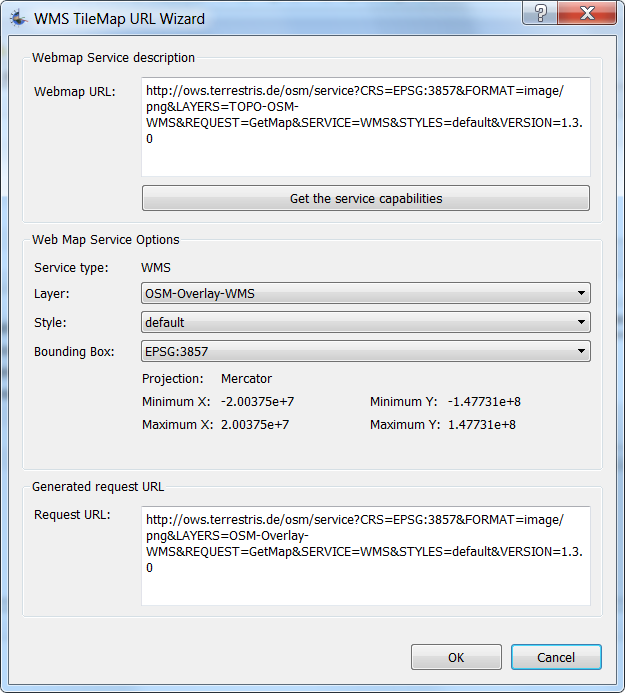 WMS TileMap URL Wizard
?
Webmap Service description
Webmap URL:
http://ows.terrestris.de/osm/service?CRS=EPSG:3857&FORMAT=image/
png&LAYERS=TOPO-OSM-
WMS&REQUEST=GetMap&SERVICE=WMS&STYLES=default&VERSION=1.3.
0
Get the service capabilities
Web Map Service Options
Service type: WMS
Layer: OSM-Overlay-WMS
Style: default
Bounding Box: EPSG:3857
Projection: Mercator
Minimum X: -2.00375e+7 Minimum Y: -1.47731e+8
Maximum X: 2.00375e+7 Maximum Y: 1.47731e+8
Generated request URL
Request URL:
http://ows.terrestris.de/osm/service?CRS=EPSG:3857&FORMAT=image/
png&LAYERS=OSM-Overlay-
WMS&REQUEST=GetMap&SERVICE=WMS&STYLES=default&VERSION=1.3.
0
OK Cancel